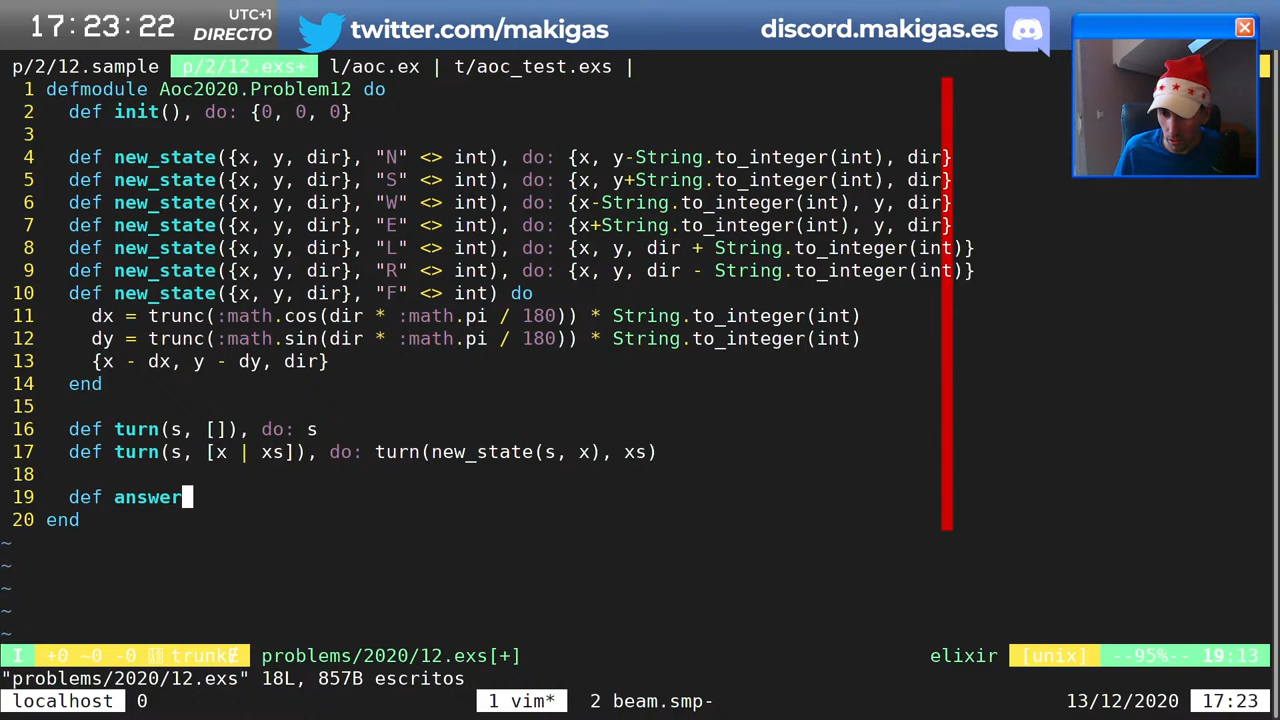 17:23:22
UTC+1
DIRECTO
twitter.com/makigas
discord.makigas.es
p/2/12.sample p/2/12.exs+ l/aoc.ex | t/aoc_test.exs |
1 defmodule Aoc2020.Problem12 do
2   def init(), do: {0, 0, 0}
3
4   def new_state({x, y, dir}, "N" <> int), do: {x, y-String.to_integer(int), dir}
5   def new_state({x, y, dir}, "S" <> int), do: {x, y+String.to_integer(int), dir}
6   def new_state({x, y, dir}, "W" <> int), do: {x-String.to_integer(int), y, dir}
7   def new_state({x, y, dir}, "E" <> int), do: {x+String.to_integer(int), y, dir}
8   def new_state({x, y, dir}, "L" <> int), do: {x, y, dir + String.to_integer(int)}
9   def new_state({x, y, dir}, "R" <> int), do: {x, y, dir - String.to_integer(int)}
10   def new_state({x, y, dir}, "F" <> int) do
11     dx = trunc(:math.cos(dir * :math.pi / 180)) * String.to_integer(int)
12     dy = trunc(:math.sin(dir * :math.pi / 180)) * String.to_integer(int)
13     {x - dx, y - dy, dir}
14   end
15
16   def turn(s, []), do: s
17   def turn(s, [x | xs]), do: turn(new_state(s, x), xs)
18
19   def answer
20 end
~
~
~
~
~
I +0 ~0 -0 trunk problems/2020/12.exs[+] elixir [unix] --95%-- 19:13
"problems/2020/12.exs" 18L, 857B escritos
localhost 0 1 vim* 2 beam.smp- 13/12/2020 17:23